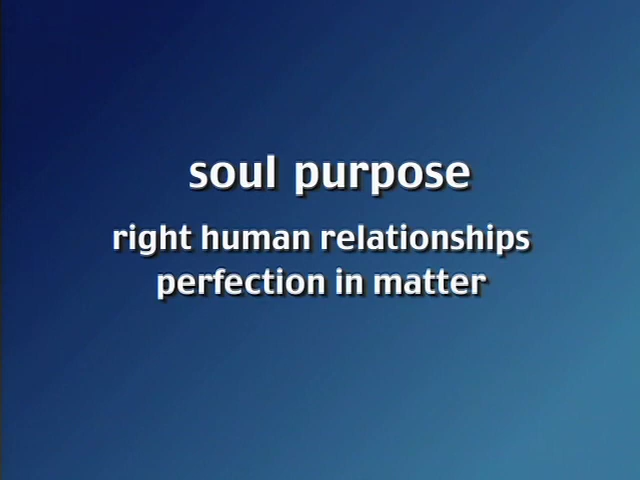 soul purpose
right human relationships
perfection in matter